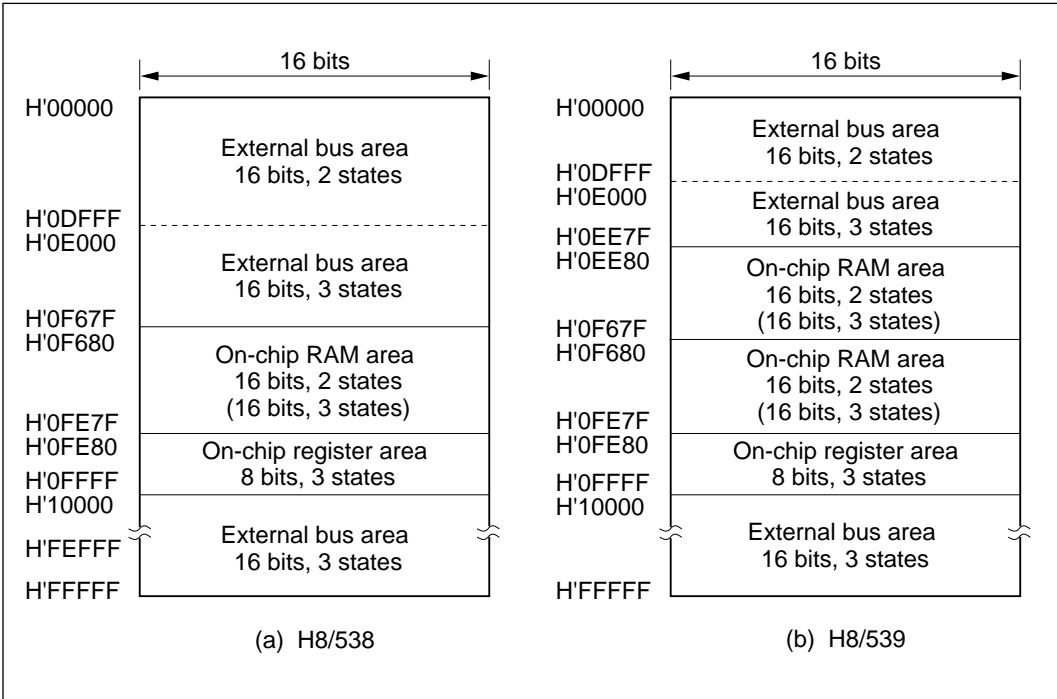 16 bits
H'00000
External bus area
16 bits, 2 states
H'0DFFF
H'0E000
External bus area
16 bits, 3 states
H'0F67F
H'0F680
On-chip RAM area
16 bits, 2 states
(16 bits, 3 states)
H'0FE7F
H'0FE80
On-chip register area
8 bits, 3 states
H'0FFFF
H'10000
External bus area
16 bits, 3 states
H'FEFFF
H'FFFFF
(a) H8/538
16 bits
H'00000
External bus area
16 bits, 2 states
H'0DFFF
H'0E000
External bus area
16 bits, 3 states
H'0EE7F
H'0EE80
On-chip RAM area
16 bits, 2 states
(16 bits, 3 states)
H'0F67F
H'0F680
On-chip RAM area
16 bits, 2 states
(16 bits, 3 states)
H'0FE7F
H'0FE80
On-chip register area
8 bits, 3 states
H'0FFFF
H'10000
External bus area
16 bits, 3 states
H'FFFFF
(b) H8/539